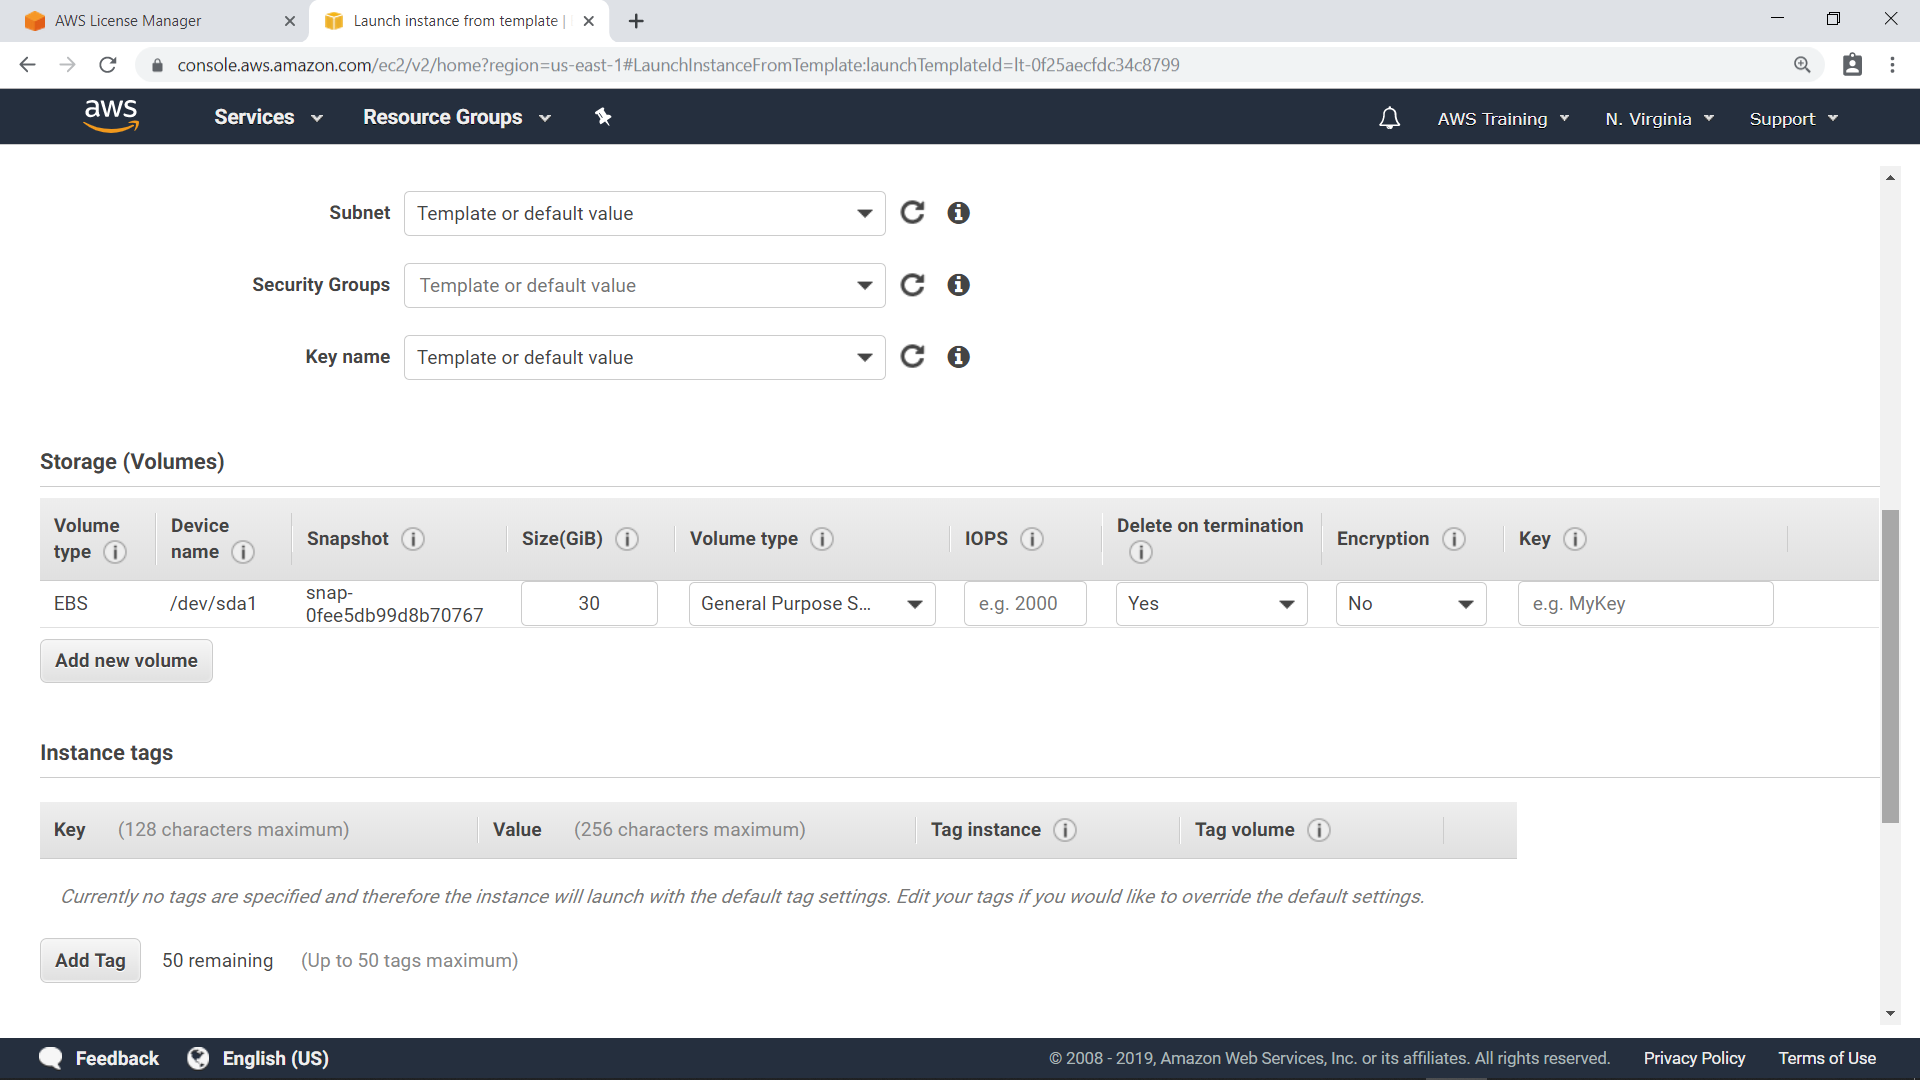 AWS License Manager
Launch instance from template |
console.aws.amazon.com/ec2/v2/home?region=us-east-1#LaunchInstanceFromTemplate:launchTemplateId=lt-0f25aecfdc34c8799
aws Services Resource Groups AWS Training N. Virginia Support
Subnet Template or default value
Security Groups Template or default value
Key name Template or default value
Storage (Volumes)
Volume type Device name Snapshot Size(GiB) Volume type IOPS Delete on termination Encryption Key
EBS /dev/sda1 snap-0fee5db99d8b70767 30 General Purpose S... e.g. 2000 Yes No e.g. MyKey
Add new volume
Instance tags
Key (128 characters maximum) Value (256 characters maximum) Tag instance Tag volume
Currently no tags are specified and therefore the instance will launch with the default tag settings. Edit your tags if you would like to override the default settings.
Add Tag 50 remaining (Up to 50 tags maximum)
Feedback English (US) © 2008 - 2019, Amazon Web Services, Inc. or its affiliates. All rights reserved. Privacy Policy Terms of Use